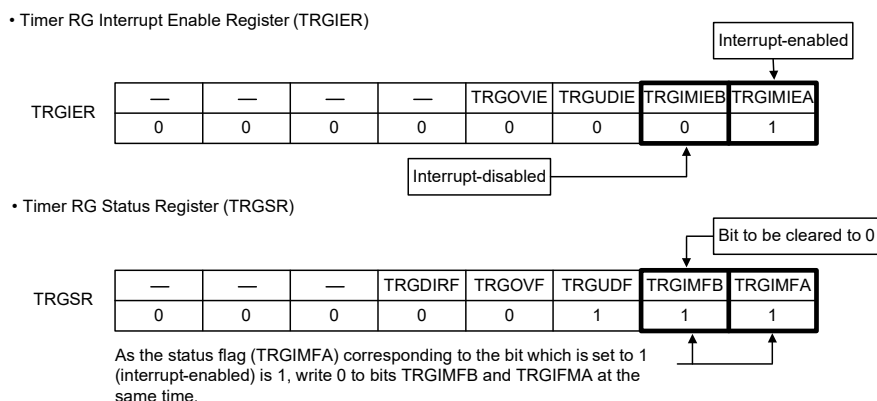 • Timer RG Interrupt Enable Register (TRGIER)
Interrupt-enabled
TRGIER
— — — — TRGOVIE TRGUDIE TRGIMIEB TRGIMIEA
0 0 0 0 0 0 0 1
Interrupt-disabled
• Timer RG Status Register (TRGSR)
Bit to be cleared to 0
TRGSR
— — — TRGDIRF TRGOVF TRGUDF TRGIMFB TRGIMFA
0 0 0 0 0 1 1 1
As the status flag (TRGIMFA) corresponding to the bit which is set to 1
(interrupt-enabled) is 1, write 0 to bits TRGIMFB and TRGIFMA at the
same time.